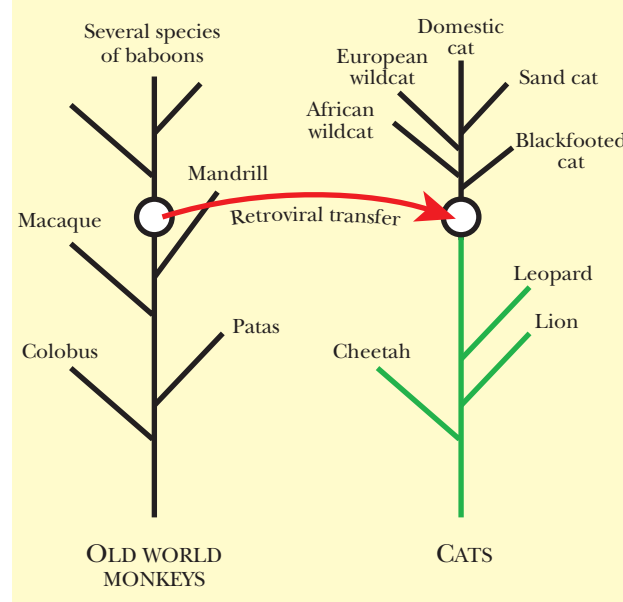 Several species
of baboons
Mandrill
Macaque
Patas
Colobus
OLD WORLD
MONKEYS
Retroviral transfer
Domestic
cat
European
wildcat
Sand cat
African
wildcat
Blackfooted
cat
Leopard
Lion
Cheetah
CATS